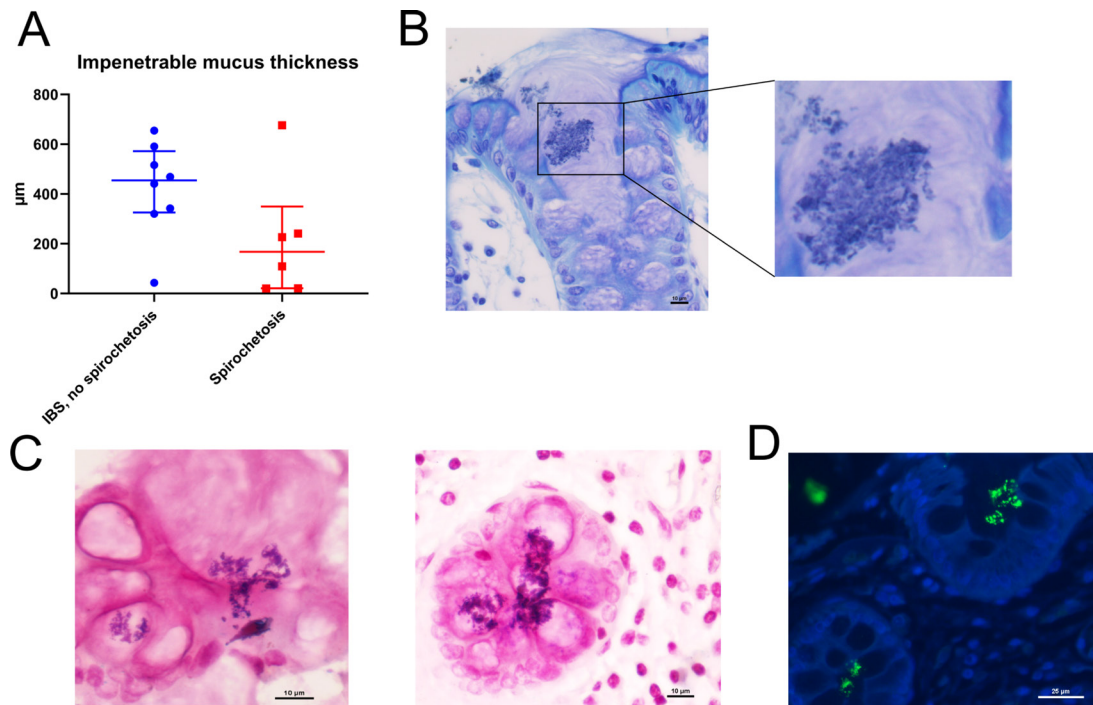 A
Impenetrable mucus thickness
800
600
400
200
0
µm
IBS, no spirochetosis
Spirochetosis
B
10 µm
C
10 µm
10 µm
D
25 µm